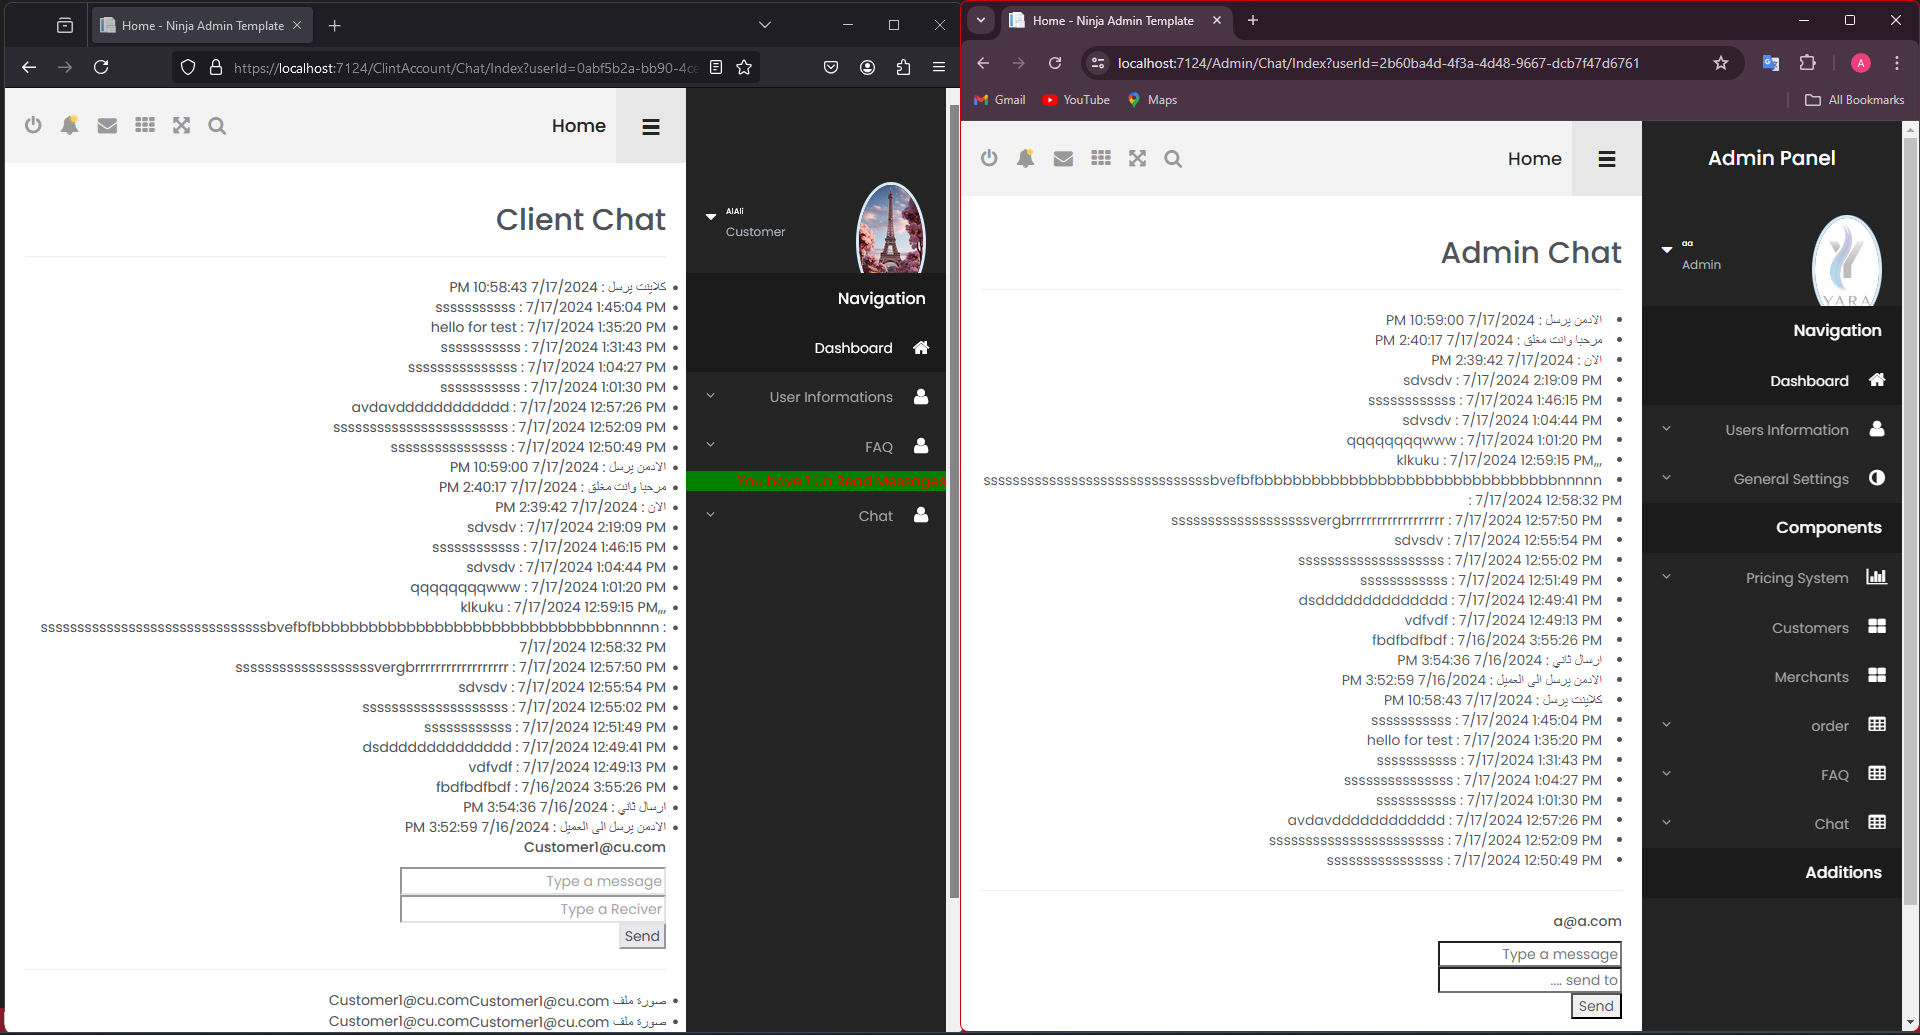 Home - Ninja Admin Template
https://localhost:7124/ClintAccount/Chat/Index?userId=0abf5b2a-bb90-4ce
Home
AlAli
Customer
Client Chat
كلاينت يرسل : 7/17/2024 10:58:43 PM
sssssssssss : 7/17/2024 1:45:04 PM
hello for test : 7/17/2024 1:35:20 PM
sssssssssss : 7/17/2024 1:31:43 PM
sssssssssssssss : 7/17/2024 1:04:27 PM
sssssssssss : 7/17/2024 1:01:30 PM
avdavdddddddddddd : 7/17/2024 12:57:26 PM
ssssssssssssssssssssssss : 7/17/2024 12:52:09 PM
ssssssssssssssss : 7/17/2024 12:50:49 PM
الادمن يرسل : 7/17/2024 10:59:00 PM
مرحبا وانت مغلق : 7/17/2024 2:40:17 PM
الان : 7/17/2024 2:39:42 PM
sdvsdv : 7/17/2024 2:19:09 PM
ssssssssssss : 7/17/2024 1:46:15 PM
sdvsdv : 7/17/2024 1:04:44 PM
qqqqqqqqwww : 7/17/2024 1:01:20 PM
klkuku : 7/17/2024 12:59:15 PM,,,
sssssssssssssssssssssssssssssssbvefbfbbbbbbbbbbbbbbbbbbbbbbbbbbbbbbbbnnnnn :
7/17/2024 12:58:32 PM
sssssssssssssssssssvergbrrrrrrrrrrrrrrrrrr : 7/17/2024 12:57:50 PM
sdvsdv : 7/17/2024 12:55:54 PM
ssssssssssssssssssss : 7/17/2024 12:55:02 PM
ssssssssssss : 7/17/2024 12:51:49 PM
dsddddddddddddddd : 7/17/2024 12:49:41 PM
vdfvdf : 7/17/2024 12:49:13 PM
fbdfbdfbdf : 7/16/2024 3:55:26 PM
ارسال ثاني : 7/16/2024 3:54:36 PM
الادمن يرسل الى العميل : 7/16/2024 3:52:59 PM
Customer1@cu.com
Type a message
Type a Reciver
Send
صورة ملف Customer1@cu.comCustomer1@cu.com
صورة ملف Customer1@cu.comCustomer1@cu.com
Navigation
Dashboard
User Informations
FAQ
You have 1 Un Read Messages
Chat
Home - Ninja Admin Template
localhost:7124/Admin/Chat/Index?userId=2b60ba4d-4f3a-4d48-9667-dcb7f47d6761
A
Gmail
YouTube
Maps
All Bookmarks
Home
Admin Panel
aa
Admin
YARA
Admin Chat
الادمن يرسل : 7/17/2024 10:59:00 PM
مرحبا وانت مغلق : 7/17/2024 2:40:17 PM
الان : 7/17/2024 2:39:42 PM
sdvsdv : 7/17/2024 2:19:09 PM
ssssssssssss : 7/17/2024 1:46:15 PM
sdvsdv : 7/17/2024 1:04:44 PM
qqqqqqqqwww : 7/17/2024 1:01:20 PM
klkuku : 7/17/2024 12:59:15 PM,,,
sssssssssssssssssssssssssssssssbvefbfbbbbbbbbbbbbbbbbbbbbbbbbbbbbbbbbnnnnn
: 7/17/2024 12:58:32 PM
sssssssssssssssssssvergbrrrrrrrrrrrrrrrrrr : 7/17/2024 12:57:50 PM
sdvsdv : 7/17/2024 12:55:54 PM
ssssssssssssssssssss : 7/17/2024 12:55:02 PM
ssssssssssss : 7/17/2024 12:51:49 PM
dsddddddddddddddd : 7/17/2024 12:49:41 PM
vdfvdf : 7/17/2024 12:49:13 PM
fbdfbdfbdf : 7/16/2024 3:55:26 PM
ارسال ثاني : 7/16/2024 3:54:36 PM
الادمن يرسل الى العميل : 7/16/2024 3:52:59 PM
كلاينت يرسل : 7/17/2024 10:58:43 PM
sssssssssss : 7/17/2024 1:45:04 PM
hello for test : 7/17/2024 1:35:20 PM
sssssssssss : 7/17/2024 1:31:43 PM
sssssssssssssss : 7/17/2024 1:04:27 PM
sssssssssss : 7/17/2024 1:01:30 PM
avdavdddddddddddd : 7/17/2024 12:57:26 PM
ssssssssssssssssssssssss : 7/17/2024 12:52:09 PM
ssssssssssssssss : 7/17/2024 12:50:49 PM
a@a.com
Type a message
send to ....
Send
Navigation
Dashboard
Users Information
General Settings
Components
Pricing System
Customers
Merchants
order
FAQ
Chat
Additions